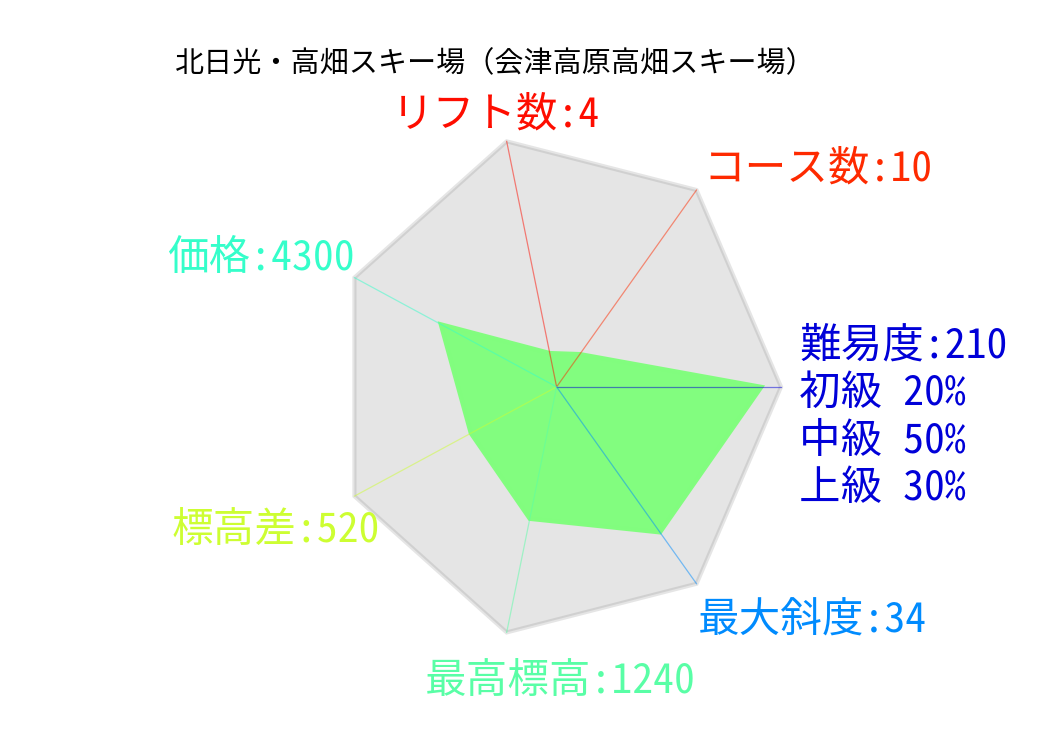 北日光・高畑スキー場（会津高原高畑スキー場）
リフト数:4
コース数:10
価格:4300
難易度:210
初級 20%
中級 50%
上級 30%
標高差:520
最大斜度:34
最高標高:1240